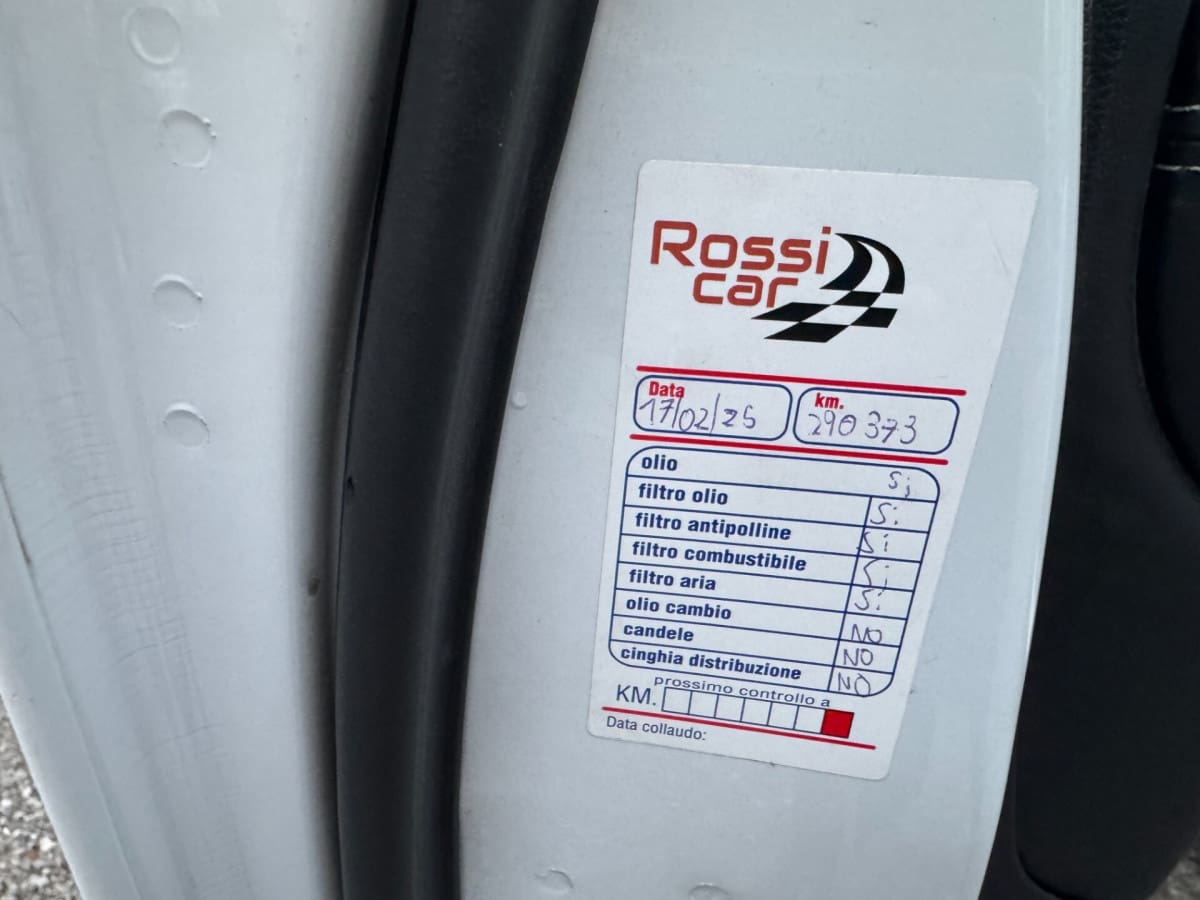 Rossi
car
Data km.
17/02/25 290373
olio Si
filtro olio Si
filtro antipolline Si
filtro combustibile Si
filtro aria Si
olio cambio NO
candele NO
cinghia distribuzione NO
prossimo controllo a
KM.
Data collaudo: